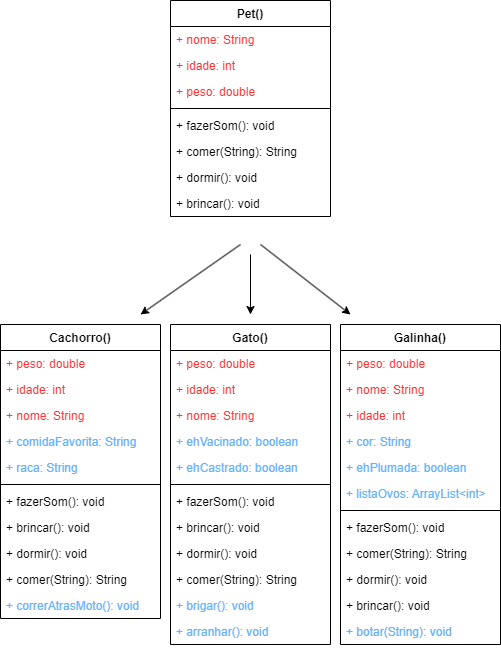 Pet()
+ nome: String
+ idade: int
+ peso: double
+ fazerSom(): void
+ comer(String): String
+ dormir(): void
+ brincar(): void
Cachorro()
+ peso: double
+ idade: int
+ nome: String
+ comidaFavorita: String
+ raca: String
+ fazerSom(): void
+ brincar(): void
+ dormir(): void
+ comer(String): String
+ correrAtrasMoto(): void
Gato()
+ peso: double
+ idade: int
+ nome: String
+ ehVacinado: boolean
+ ehCastrado: boolean
+ fazerSom(): void
+ brincar(): void
+ dormir(): void
+ comer(String): String
+ brigar(): void
+ arranhar(): void
Galinha()
+ peso: double
+ nome: String
+ idade: int
+ cor: String
+ ehPlumada: boolean
+ listaOvos: ArrayList<int>
+ fazerSom(): void
+ comer(String): String
+ dormir(): void
+ brincar(): void
+ botar(String): void